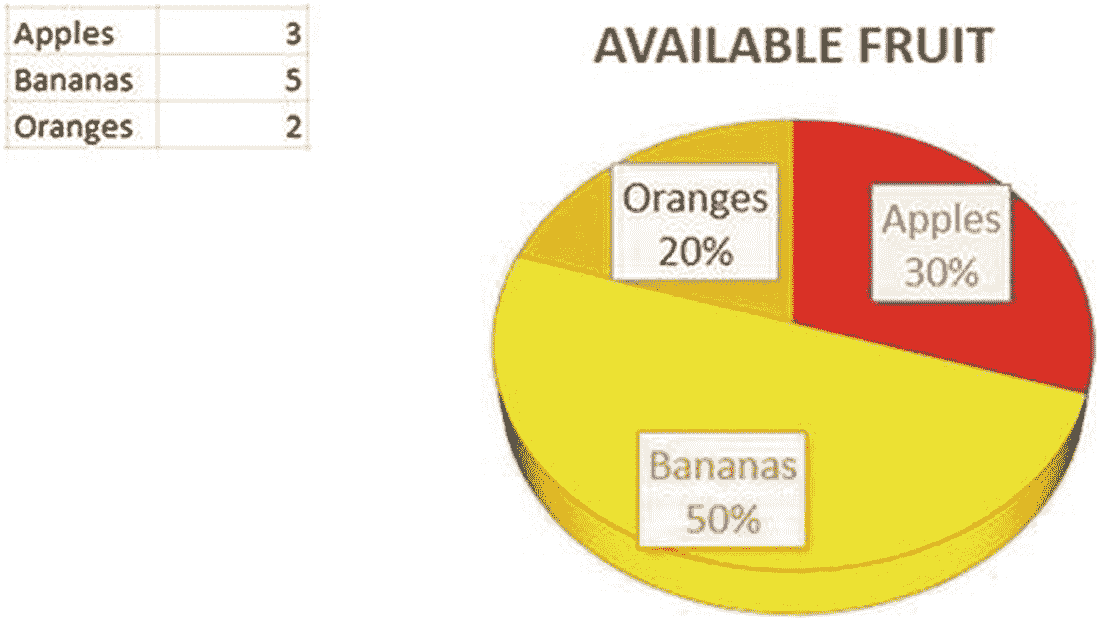 Apples 3
Bananas 5
Oranges 2
AVAILABLE FRUIT
Oranges
20%
Apples
30%
Bananas
50%